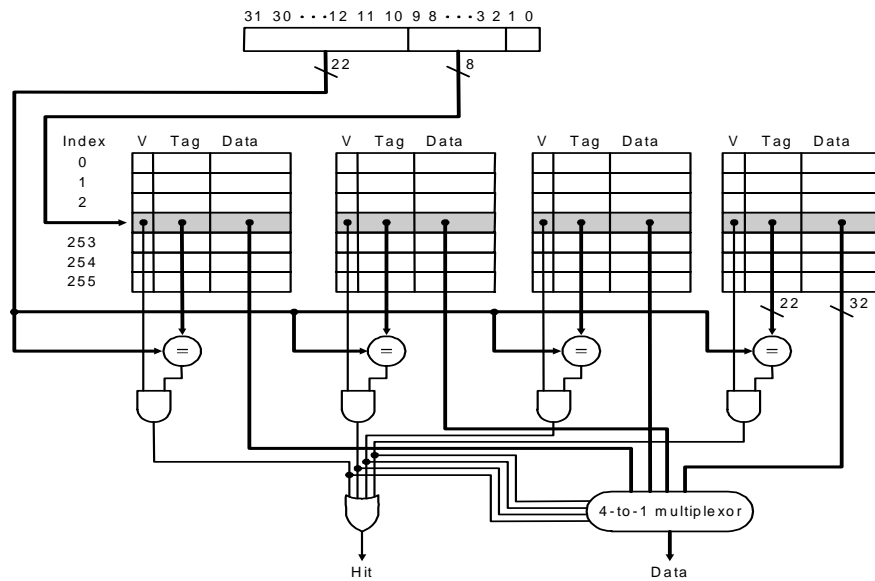 31 30 ···12 11 10 9 8 ···3 2 1 0
22 8
Index V Tag Data V Tag Data V Tag Data V Tag Data
0
1
2
253
254
255
22 32
= = = =
4-to-1 multiplexor
Hit Data